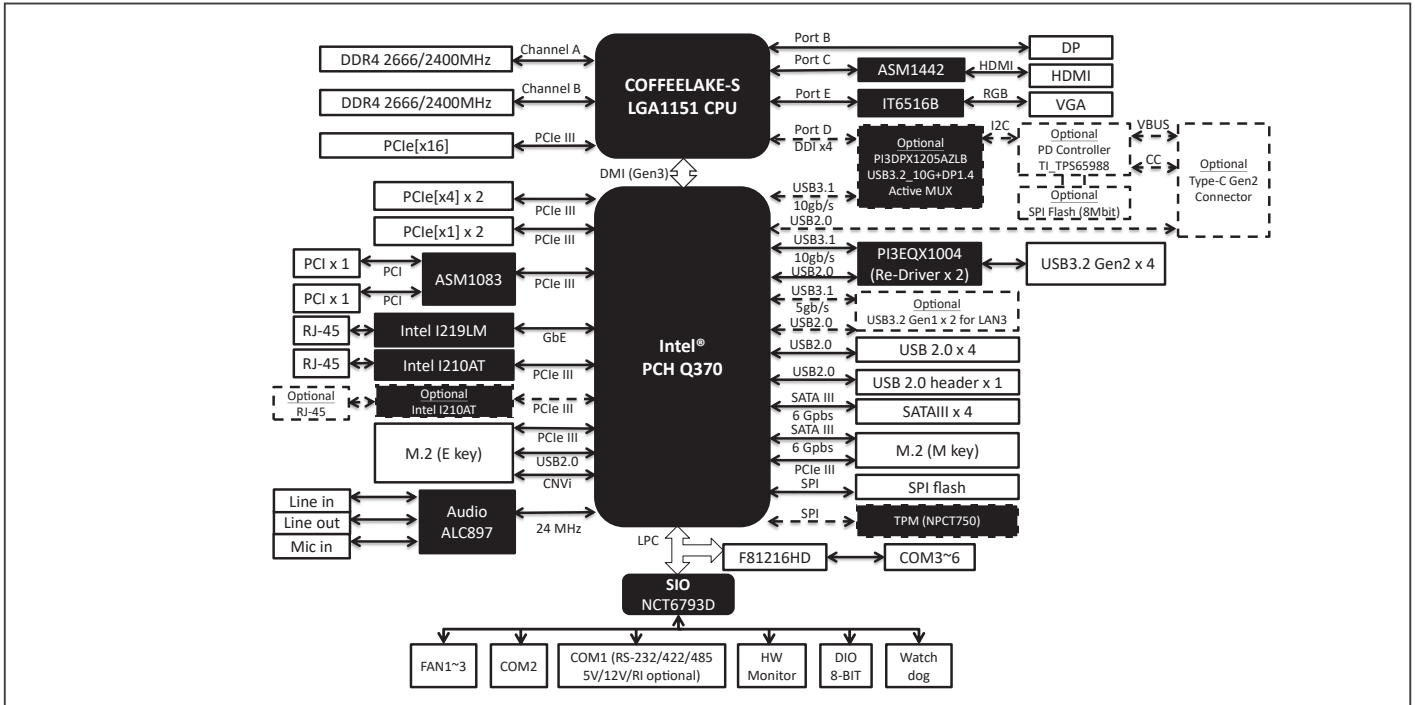 DDR4 2666/2400MHz
Channel A
DDR4 2666/2400MHz
Channel B
PCIe[x16]
PCIe III
COFFEELAKE-S
LGA1151 CPU
Port B
DP
Port C
ASM1442
HDMI
HDMI
Port E
IT6516B
RGB
VGA
Port D
DDI x4
Optional
PI3DPX1205AZLB
USB3.2_10G+DP1.4
Active MUX
I2C
Optional
PD Controller
TI_TPS65988
VBUS
CC
Optional
Type-C Gen2
Connector
Optional
SPI Flash (8Mbit)
DMI (Gen3)
PCIe[x4] x 2
PCIe III
PCIe[x1] x 2
PCIe III
PCI x 1
PCI
PCI x 1
PCI
ASM1083
PCIe III
RJ-45
Intel I219LM
GbE
RJ-45
Intel I210AT
PCIe III
Optional
RJ-45
Optional
Intel I210AT
PCIe III
M.2 (E key)
PCIe III
USB2.0
CNVi
Line in
Line out
Mic in
Audio
ALC897
24 MHz
Intel®
PCH Q370
USB3.1
10gb/s
USB2.0
USB3.1
10gb/s
USB2.0
PI3EQX1004
(Re-Driver x 2)
USB3.2 Gen2 x 4
USB3.1
5gb/s
USB2.0
Optional
USB3.2 Gen1 x 2 for LAN3
USB2.0
USB 2.0 x 4
USB2.0
USB 2.0 header x 1
SATA III
6 Gpbs
SATAIII x 4
SATA III
6 Gpbs
PCIe III
M.2 (M key)
SPI
SPI flash
SPI
TPM (NPCT750)
LPC
F81216HD
COM3~6
SIO
NCT6793D
FAN1~3
COM2
COM1 (RS-232/422/485
5V/12V/RI optional)
HW
Monitor
DIO
8-BIT
Watch
dog